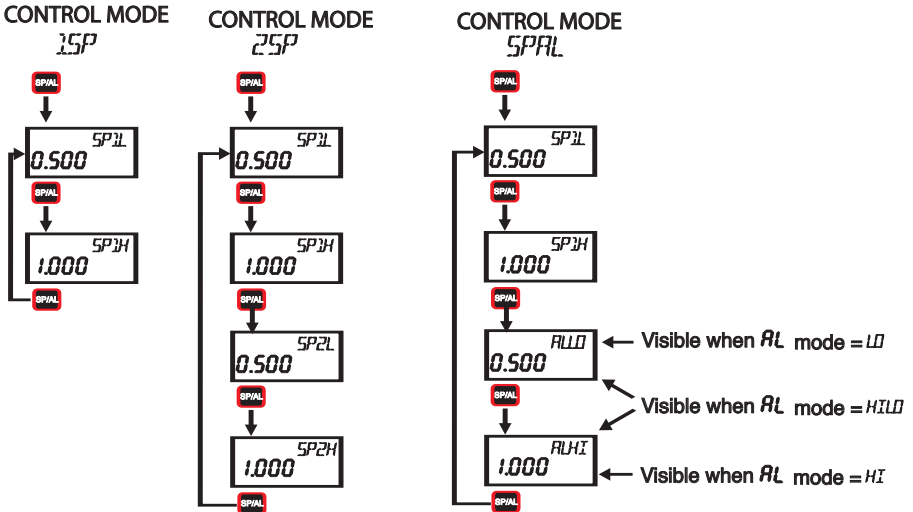 CONTROL MODE
1SP
SP/AL
SP1L
0.500
SP/AL
SP1H
1.000
SP/AL
CONTROL MODE
2SP
SP/AL
SP1L
0.500
SP/AL
SP1H
1.000
SP/AL
SP2L
0.500
SP/AL
SP2H
1.000
SP/AL
CONTROL MODE
SPAL
SP/AL
SP1L
0.500
SP/AL
SP1H
1.000
SP/AL
ALLO
0.500
SP/AL
ALHI
1.000
SP/AL
Visible when AL mode = LO
Visible when AL mode = HILO
Visible when AL mode = HI